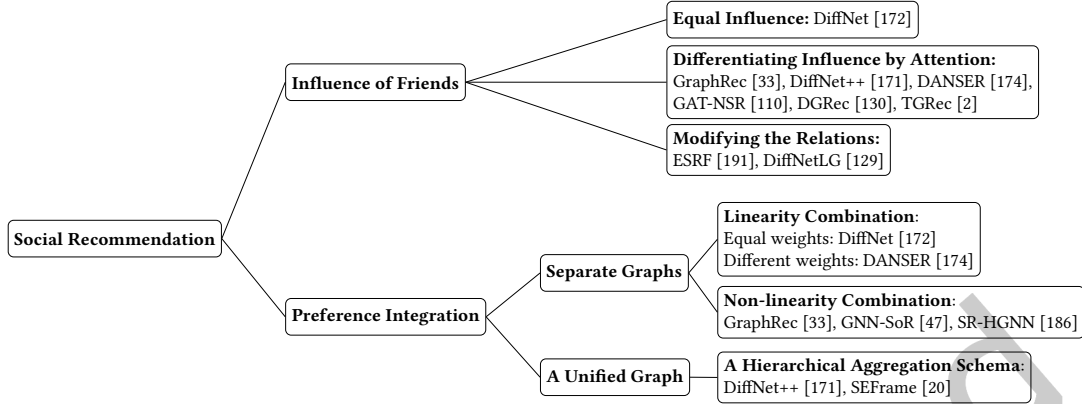 Social Recommendation
Influence of Friends
Equal Influence: DiffNet [172]
Differentiating Influence by Attention:
GraphRec [33], DiffNet++ [171], DANSER [174],
GAT-NSR [110], DGRec [130], TGRec [2]
Modifying the Relations:
ESRF [191], DiffNetLG [129]
Preference Integration
Separate Graphs
Linearity Combination:
Equal weights: DiffNet [172]
Different weights: DANSER [174]
Non-linearity Combination:
GraphRec [33], GNN-SoR [47], SR-HGNN [186]
A Unified Graph
A Hierarchical Aggregation Schema:
DiffNet++ [171], SEFrame [20]